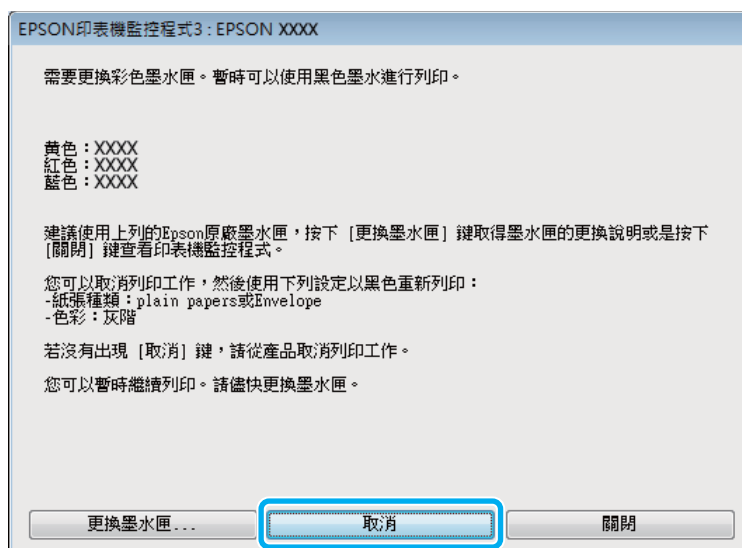 EPSON印表機監控程式3 : EPSON XXXX
需要更換彩色墨水匣。暫時可以使用黑色墨水進行列印。
黃色：XXXX
紅色：XXXX
藍色：XXXX
建議使用上列的Epson原廠墨水匣，按下 [更換墨水匣] 鍵取得墨水匣的更換說明或是按下
[關閉] 鍵查看印表機監控程式。
您可以取消列印工作，然後使用下列設定以黑色重新列印：
-紙張種類：plain papers或Envelope
-色彩：灰階
若沒有出現 [取消] 鍵，請從產品取消列印工作。
您可以暫時繼續列印。請儘快更換墨水匣。
更換墨水匣... 取消 關閉